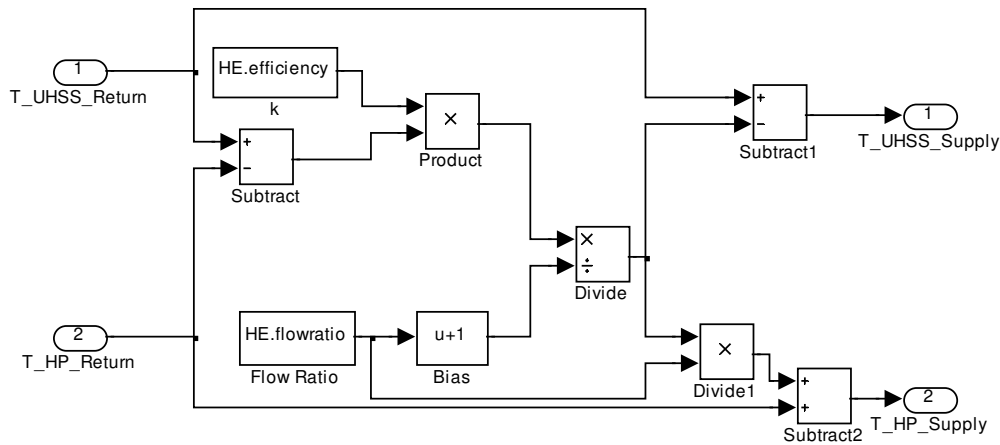 1
T_UHSS_Return
HE.efficiency
k
+
−
Subtract
×
Product
+
−
Subtract1
1
T_UHSS_Supply
×
÷
Divide
2
T_HP_Return
HE.flowratio
Flow Ratio
u+1
Bias
×
Divide1
+
+
Subtract2
2
T_HP_Supply